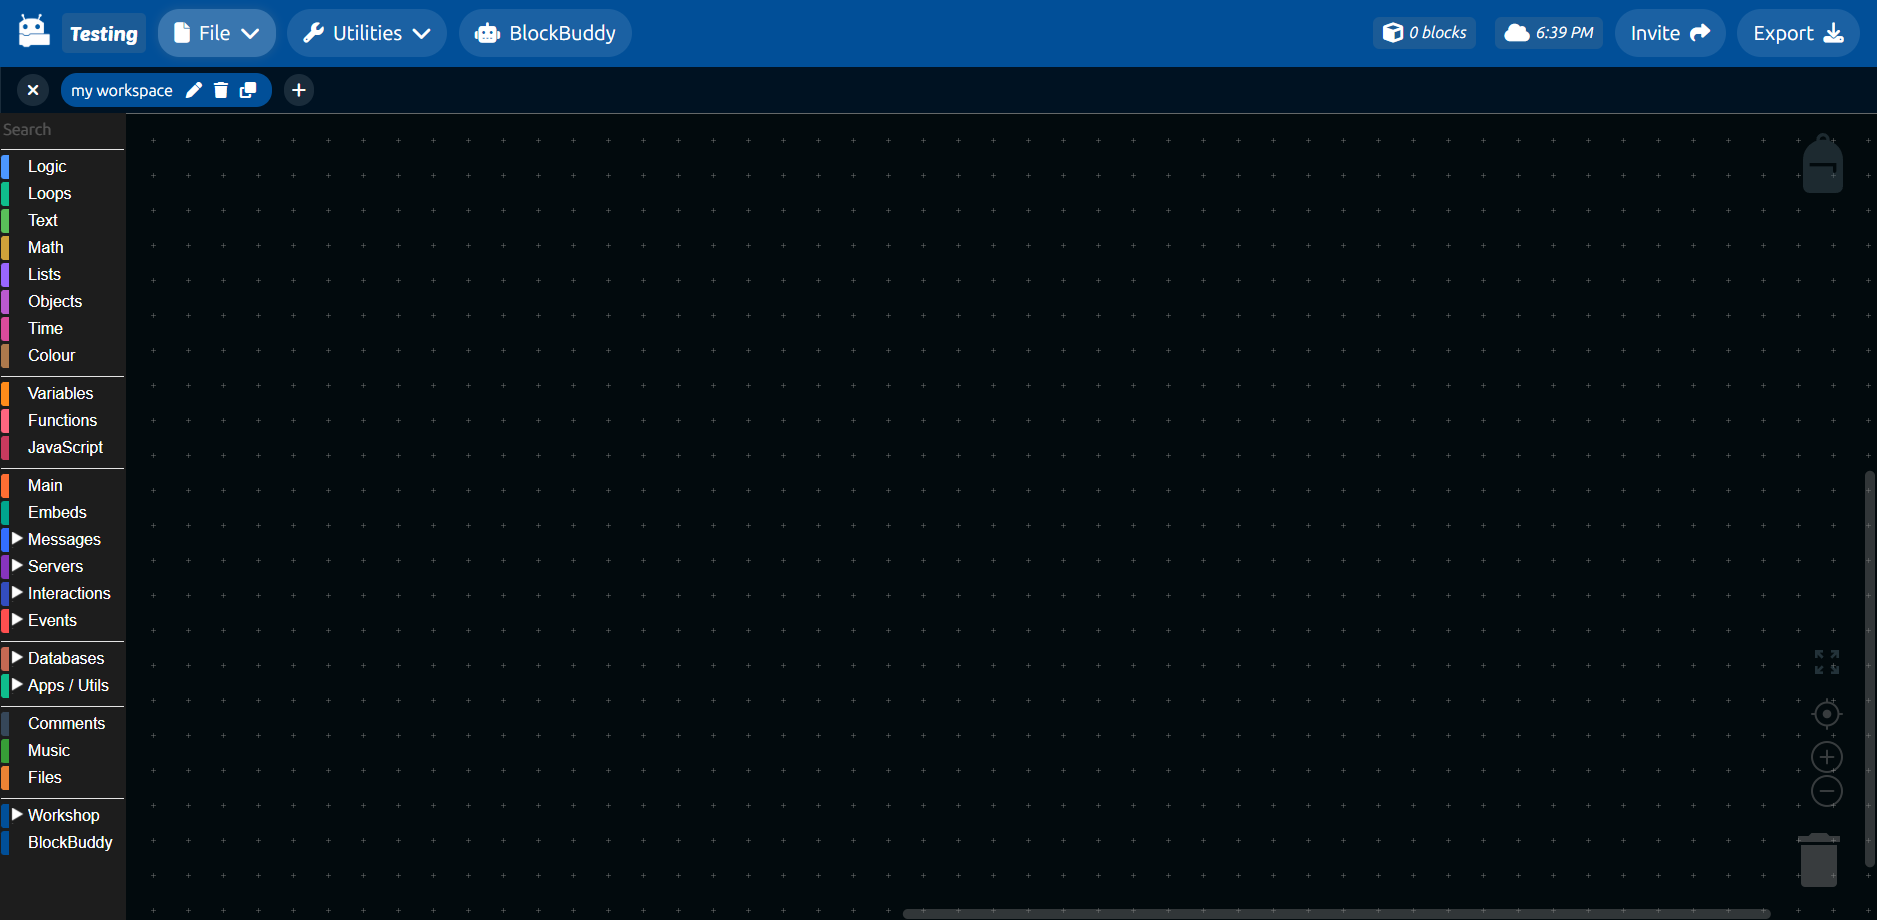 Testing File Utilities BlockBuddy 0 blocks 6:39 PM Invite Export
my workspace
Search
Logic
Loops
Text
Math
Lists
Objects
Time
Colour
Variables
Functions
JavaScript
Main
Embeds
Messages
Servers
Interactions
Events
Databases
Apps / Utils
Comments
Music
Files
Workshop
BlockBuddy